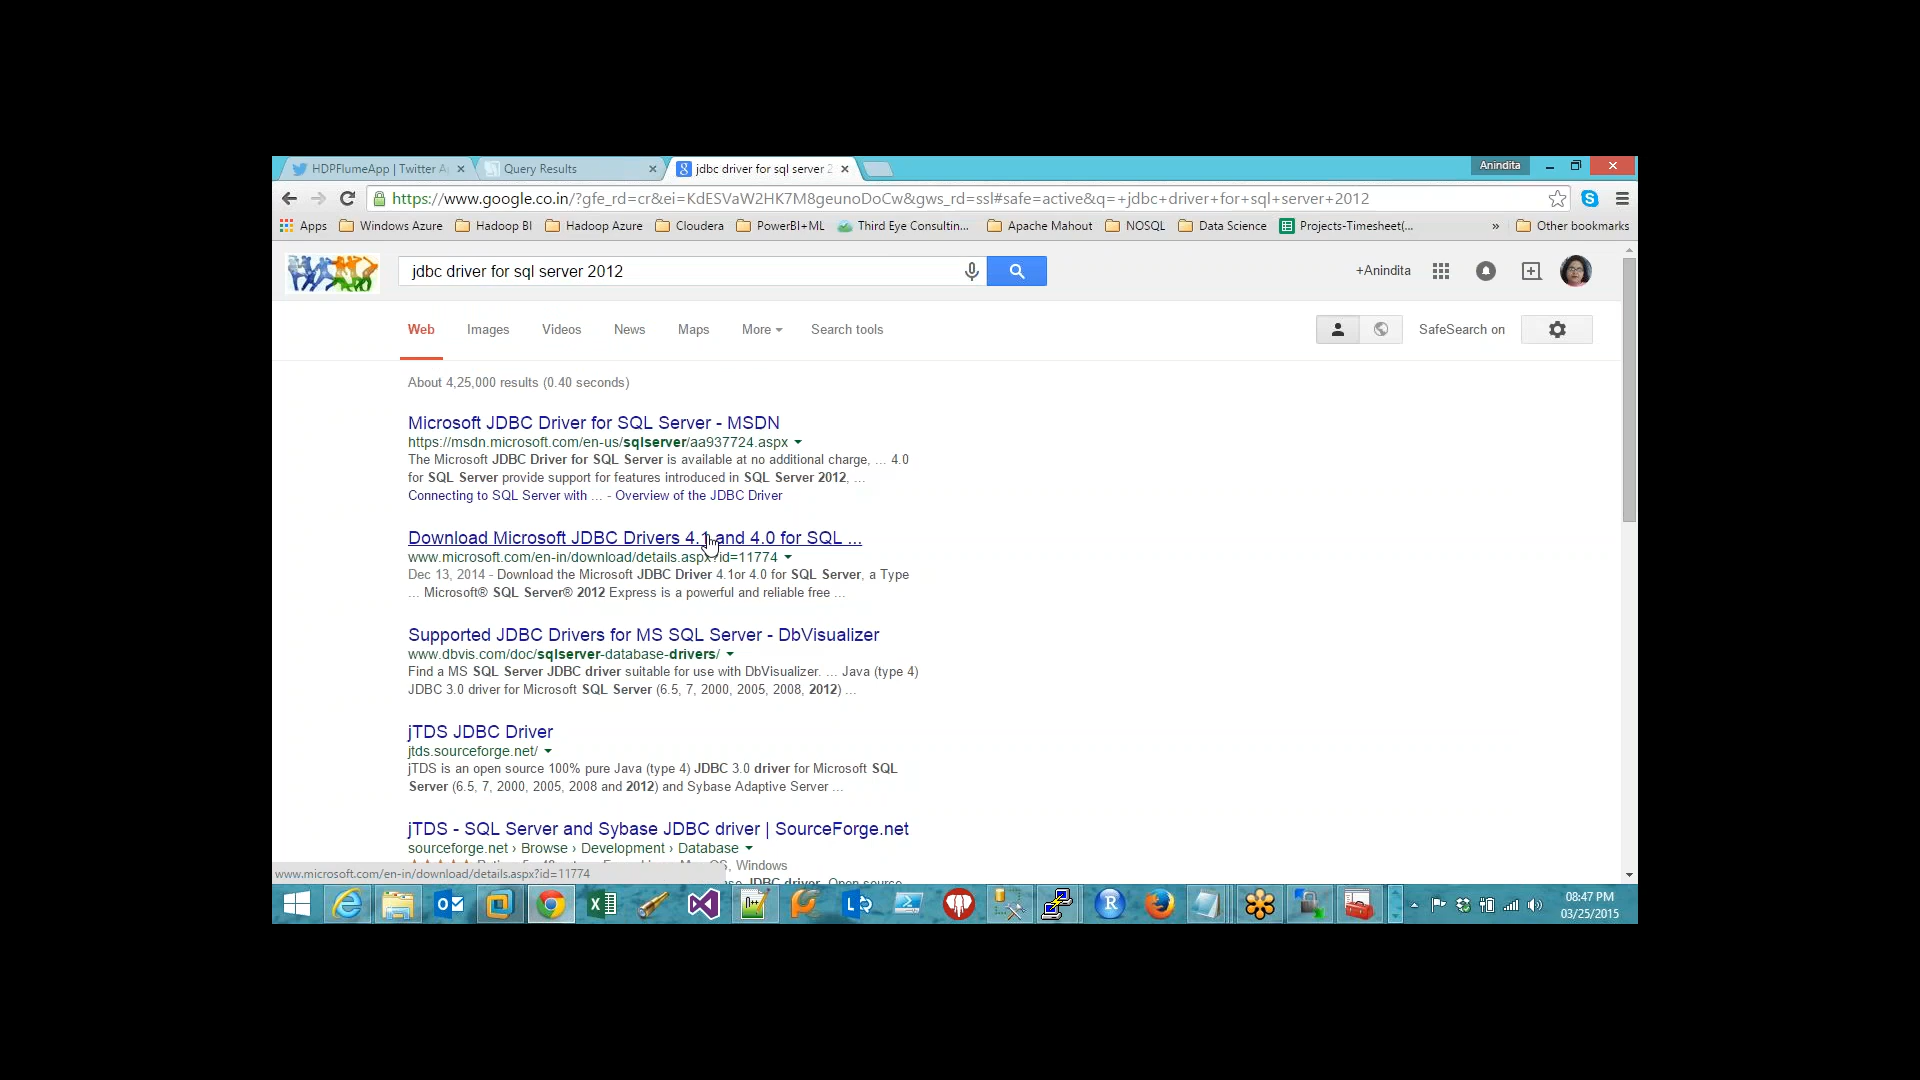 HDPFlumeApp | Twitter A
Query Results
jdbc driver for sql server 2
Anindita
https://www.google.co.in/?gfe_rd=cr&ei=KdESVaW2HK7M8geunoDoCw&gws_rd=ssl#safe=active&q=+jdbc+driver+for+sql+server+2012
Apps Windows Azure Hadoop BI Hadoop Azure Cloudera PowerBI+ML Third Eye Consultin... Apache Mahout NOSQL Data Science Projects-Timesheet(... » Other bookmarks
jdbc driver for sql server 2012
+Anindita
Web Images Videos News Maps More Search tools
SafeSearch on
About 4,25,000 results (0.40 seconds)
Microsoft JDBC Driver for SQL Server - MSDN
https://msdn.microsoft.com/en-us/sqlserver/aa937724.aspx
The Microsoft JDBC Driver for SQL Server is available at no additional charge, ... 4.0
for SQL Server provide support for features introduced in SQL Server 2012, ...
Connecting to SQL Server with ... - Overview of the JDBC Driver
Download Microsoft JDBC Drivers 4.1 and 4.0 for SQL ...
www.microsoft.com/en-in/download/details.aspx?id=11774
Dec 13, 2014 - Download the Microsoft JDBC Driver 4.1or 4.0 for SQL Server, a Type
... Microsoft® SQL Server® 2012 Express is a powerful and reliable free ...
Supported JDBC Drivers for MS SQL Server - DbVisualizer
www.dbvis.com/doc/sqlserver-database-drivers/
Find a MS SQL Server JDBC driver suitable for use with DbVisualizer. ... Java (type 4)
JDBC 3.0 driver for Microsoft SQL Server (6.5, 7, 2000, 2005, 2008, 2012) ...
jTDS JDBC Driver
jtds.sourceforge.net/
jTDS is an open source 100% pure Java (type 4) JDBC 3.0 driver for Microsoft SQL
Server (6.5, 7, 2000, 2005, 2008 and 2012) and Sybase Adaptive Server ...
jTDS - SQL Server and Sybase JDBC driver | SourceForge.net
sourceforge.net › Browse › Development › Database
Windows
www.microsoft.com/en-in/download/details.aspx?id=11774
JDBC driver. Open source
08:47 PM
03/25/2015